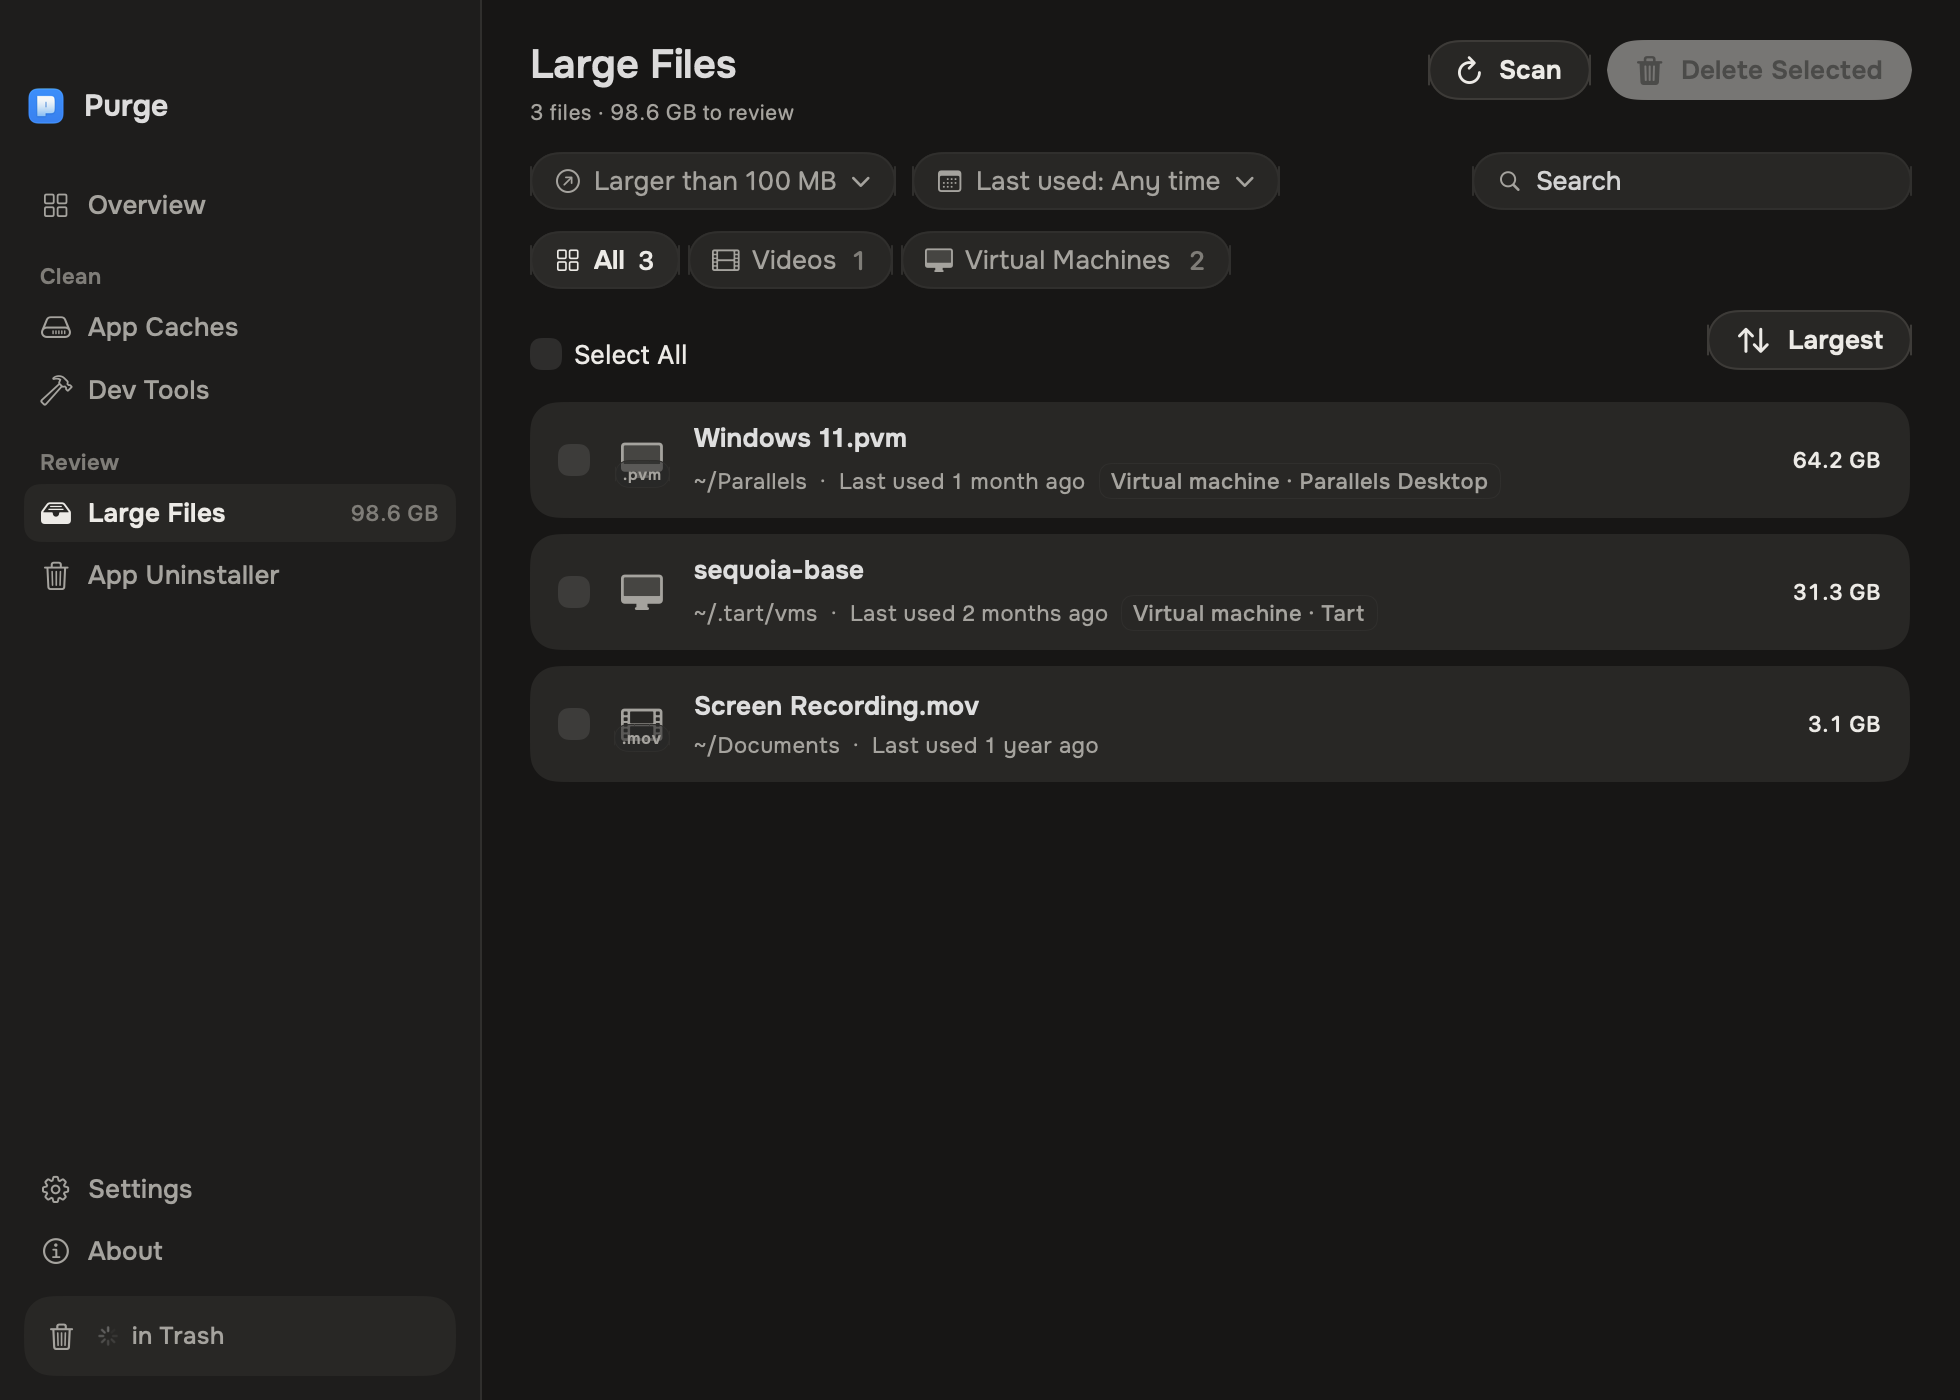 Purge
Overview
Clean
App Caches
Dev Tools
Review
Large Files 98.6 GB
App Uninstaller
Settings
About
in Trash
Large Files
3 files · 98.6 GB to review
Scan
Delete Selected
Larger than 100 MB
Last used: Any time
Search
All 3
Videos 1
Virtual Machines 2
Select All
Largest
Windows 11.pvm
.pvm
~/Parallels · Last used 1 month ago Virtual machine · Parallels Desktop
64.2 GB
sequoia-base
~/.tart/vms · Last used 2 months ago Virtual machine · Tart
31.3 GB
Screen Recording.mov
.mov
~/Documents · Last used 1 year ago
3.1 GB